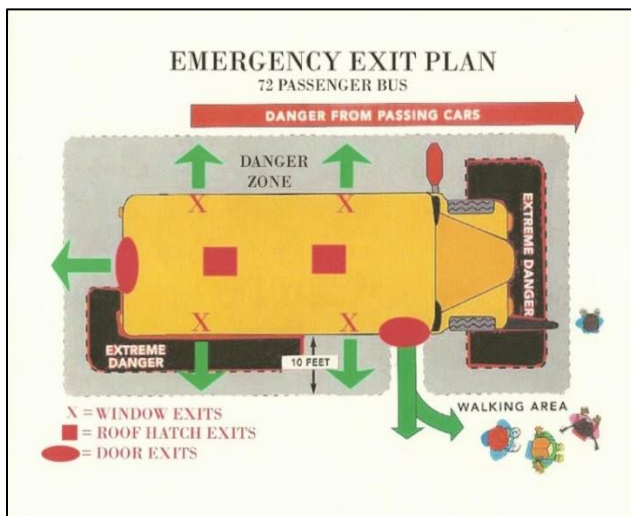 EMERGENCY EXIT PLAN
72 PASSENGER BUS
DANGER FROM PASSING CARS
DANGER
ZONE
X
X
EXTREME DANGER
X
X
EXTREME
DANGER
10 FEET
WALKING AREA
X = WINDOW EXITS
= ROOF HATCH EXITS
= DOOR EXITS